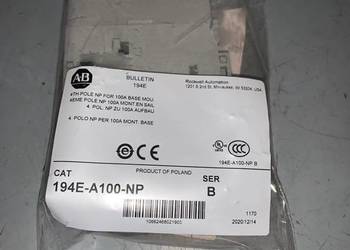 AB
BULLETIN
194E
Rockwell Automation
1201 S 2nd St, Milwaukee, WI 53204, USA
4TH POLE NP FOR 100A BASE MOU
4EME POLE NP 100A MONT EN SAIL
4. POL. NP ZU 100A AUFBAU
4. POLO NP PER 100A MONT. BASE
CE
UL
CCC
194E-A100-NP B
PRODUCT OF POLAND
CAT
194E-A100-NP
SER
B
1170
2020/12/14